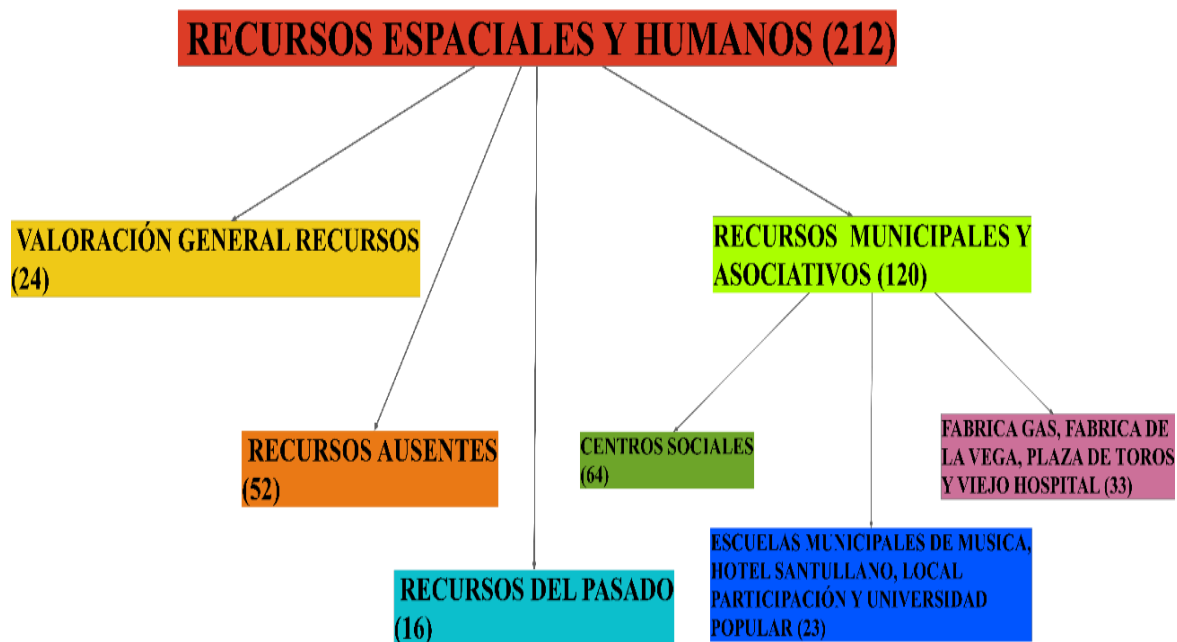 RECURSOS ESPACIALES Y HUMANOS (212)
VALORACIÓN GENERAL RECURSOS
(24)
RECURSOS MUNICIPALES Y
ASOCIATIVOS (120)
RECURSOS AUSENTES
(52)
CENTROS SOCIALES
(64)
FABRICA GAS, FABRICA DE
LA VEGA, PLAZA DE TOROS
Y VIEJO HOSPITAL (33)
RECURSOS DEL PASADO
(16)
ESCUELAS MUNICIPALES DE MUSICA,
HOTEL SANTULLANO, LOCAL
PARTICIPACIÓN Y UNIVERSIDAD
POPULAR (23)